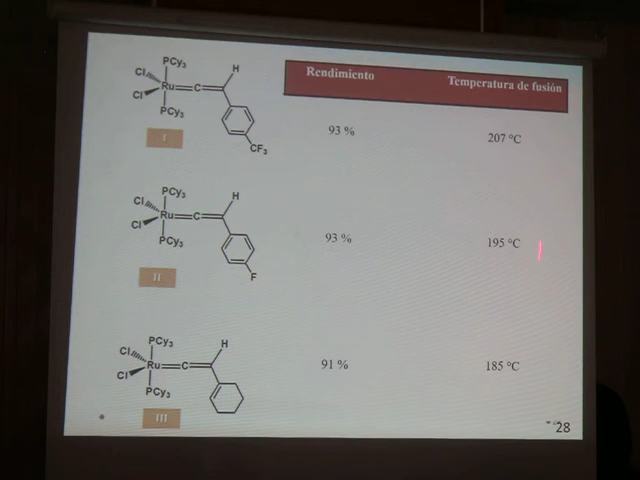 Rendimiento
Temperatura de fusión
PCy3
H
Cl
Ru=C=
Cl
PCy3
CF3
I
93 %
207 °C
PCy3
H
Cl
Ru=C=
Cl
PCy3
F
II
93 %
195 °C
PCy3
H
Cl
Ru=C=
Cl
PCy3
III
91 %
185 °C
28